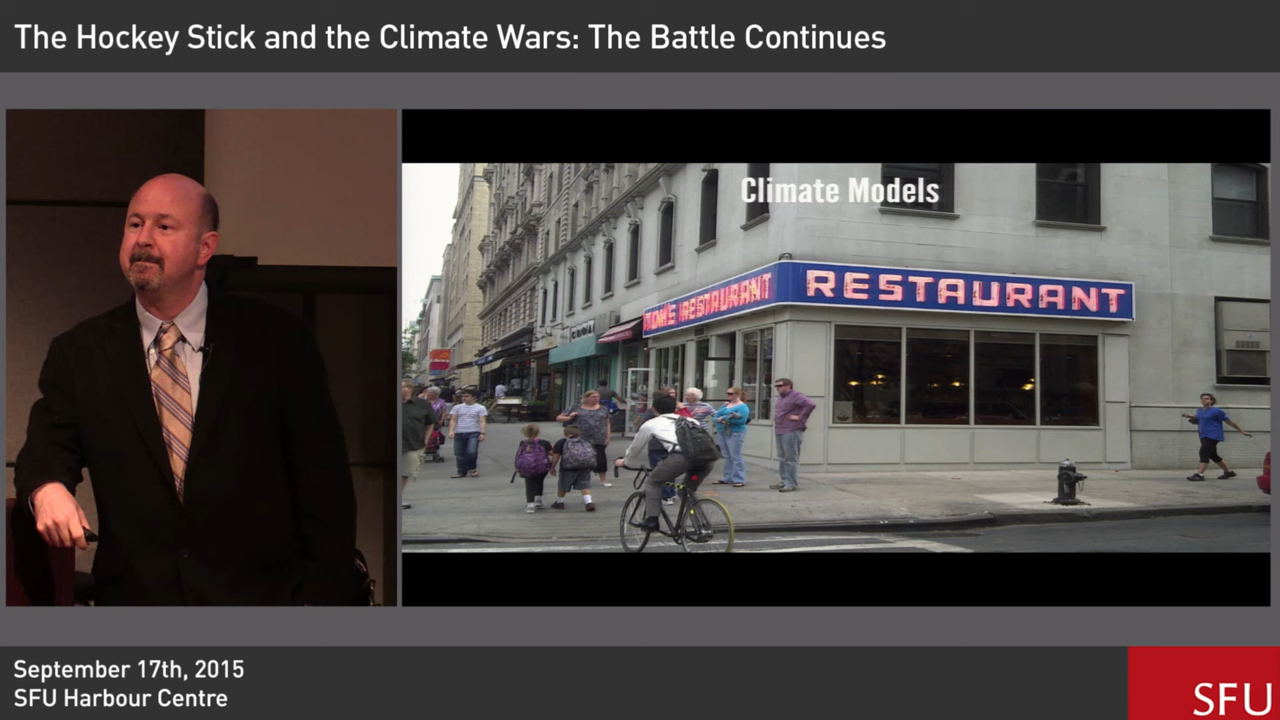 The Hockey Stick and the Climate Wars: The Battle Continues
Climate Models
TOM'S RESTAURANT
RESTAURANT
September 17th, 2015
SFU Harbour Centre
SFU